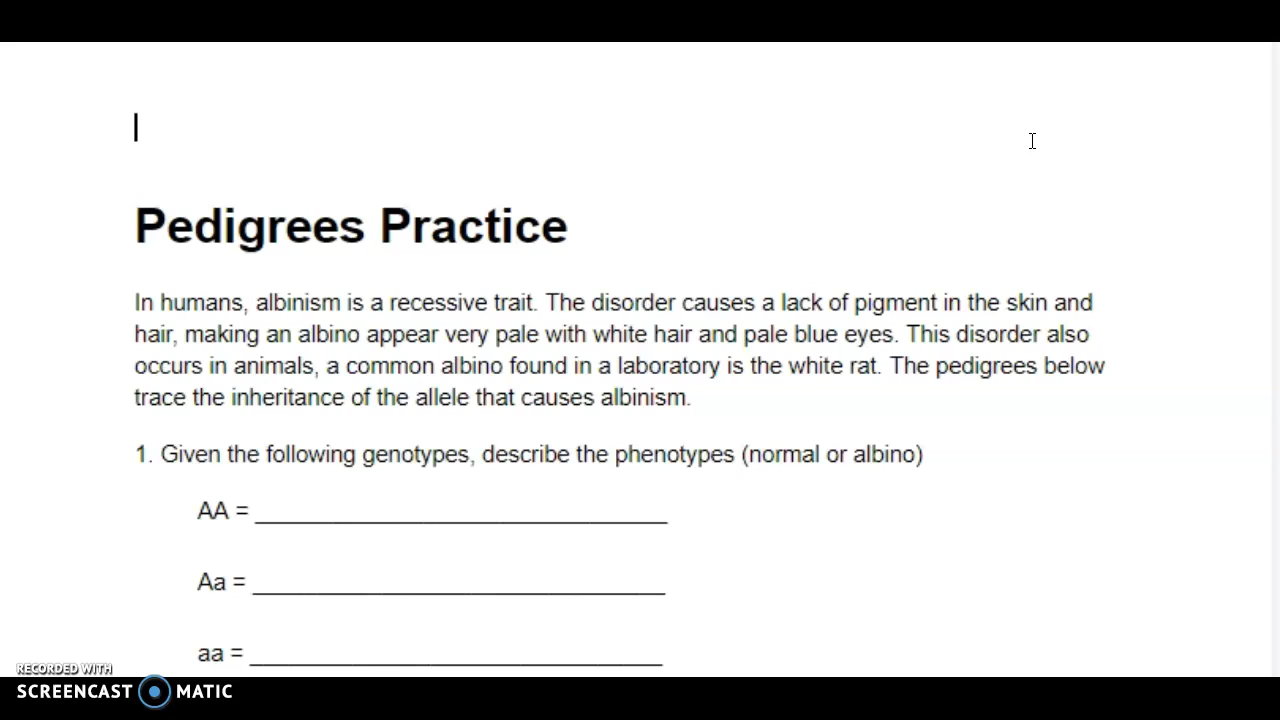 Pedigrees Practice
In humans, albinism is a recessive trait. The disorder causes a lack of pigment in the skin and
hair, making an albino appear very pale with white hair and pale blue eyes. This disorder also
occurs in animals, a common albino found in a laboratory is the white rat. The pedigrees below
trace the inheritance of the allele that causes albinism.
1. Given the following genotypes, describe the phenotypes (normal or albino)
AA = ________________________________
Aa = ________________________________
aa = ________________________________
RECORDED WITH
SCREENCAST MATIC